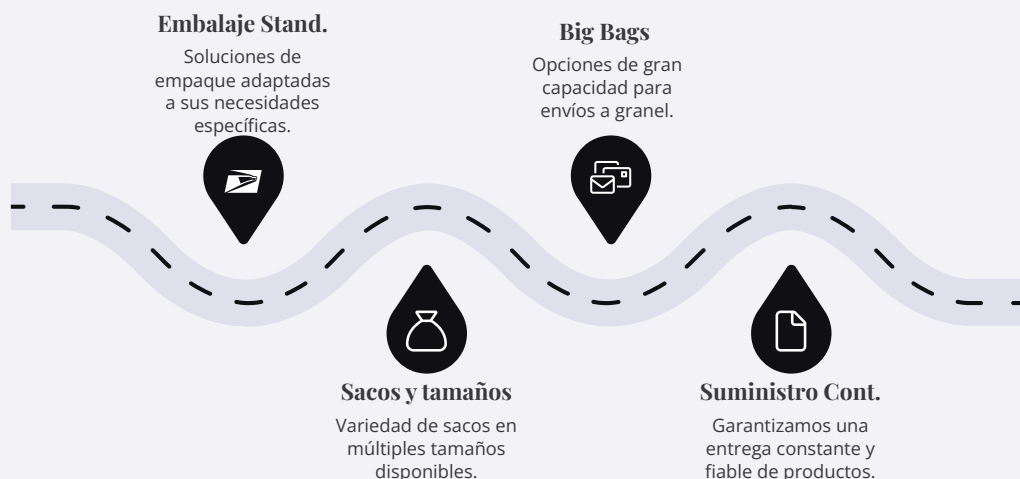 Embalaje Stand.
Soluciones de
empaque adaptadas
a sus necesidades
específicas.
Big Bags
Opciones de gran
capacidad para
envíos a granel.
Sacos y tamaños
Variedad de sacos en
múltiples tamaños
disponibles.
Suministro Cont.
Garantizamos una
entrega constante y
fiable de productos.